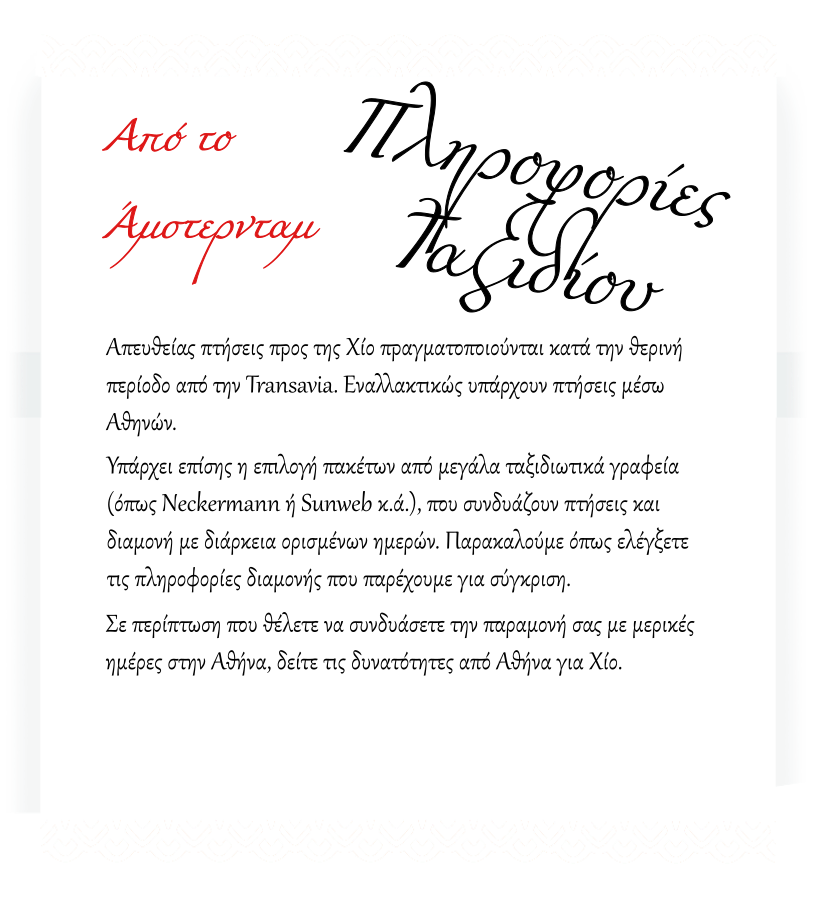 Από το
Άμστερνταμ
Πληροφορίες
Ταξιδίου
Απευθείας πτήσεις προς της Χίο πραγματοποιούνται κατά την θερινή
περίοδο από την Transavia. Εναλλακτικώς υπάρχουν πτήσεις μέσω
Αθηνών.
Υπάρχει επίσης η επιλογή πακέτων από μεγάλα ταξιδιωτικά γραφεία
(όπως Neckermann ή Sunweb κ.ά.), που συνδυάζουν πτήσεις και
διαμονή με διάρκεια ορισμένων ημερών. Παρακαλούμε όπως ελέγξετε
τις πληροφορίες διαμονής που παρέχουμε για σύγκριση.
Σε περίπτωση που θέλετε να συνδυάσετε την παραμονή σας με μερικές
ημέρες στην Αθήνα, δείτε τις δυνατότητες από Αθήνα για Χίο.